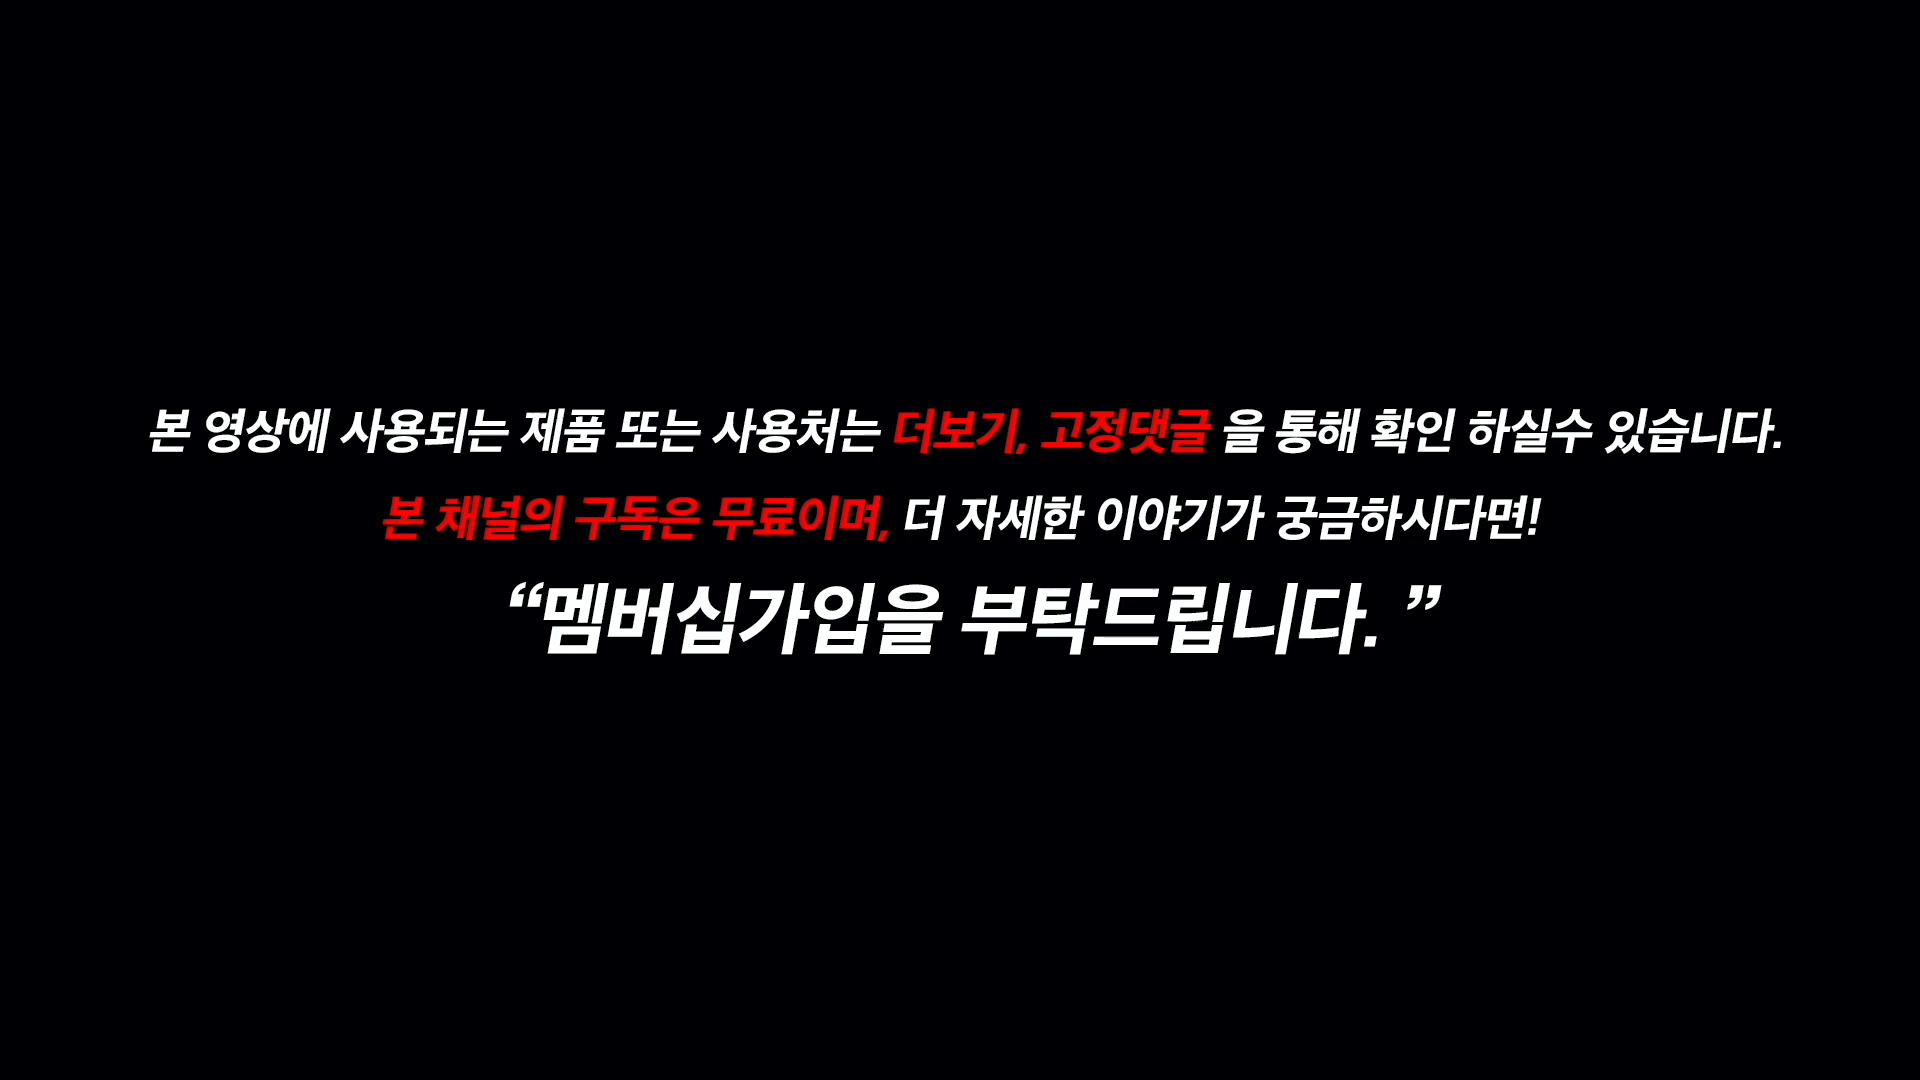 본 영상에 사용되는 제품 또는 사용처는 더보기, 고정댓글 을 통해 확인 하실수 있습니다.
본 채널의 구독은 무료이며, 더 자세한 이야기가 궁금하시다면!
“멤버십가입을 부탁드립니다. ”